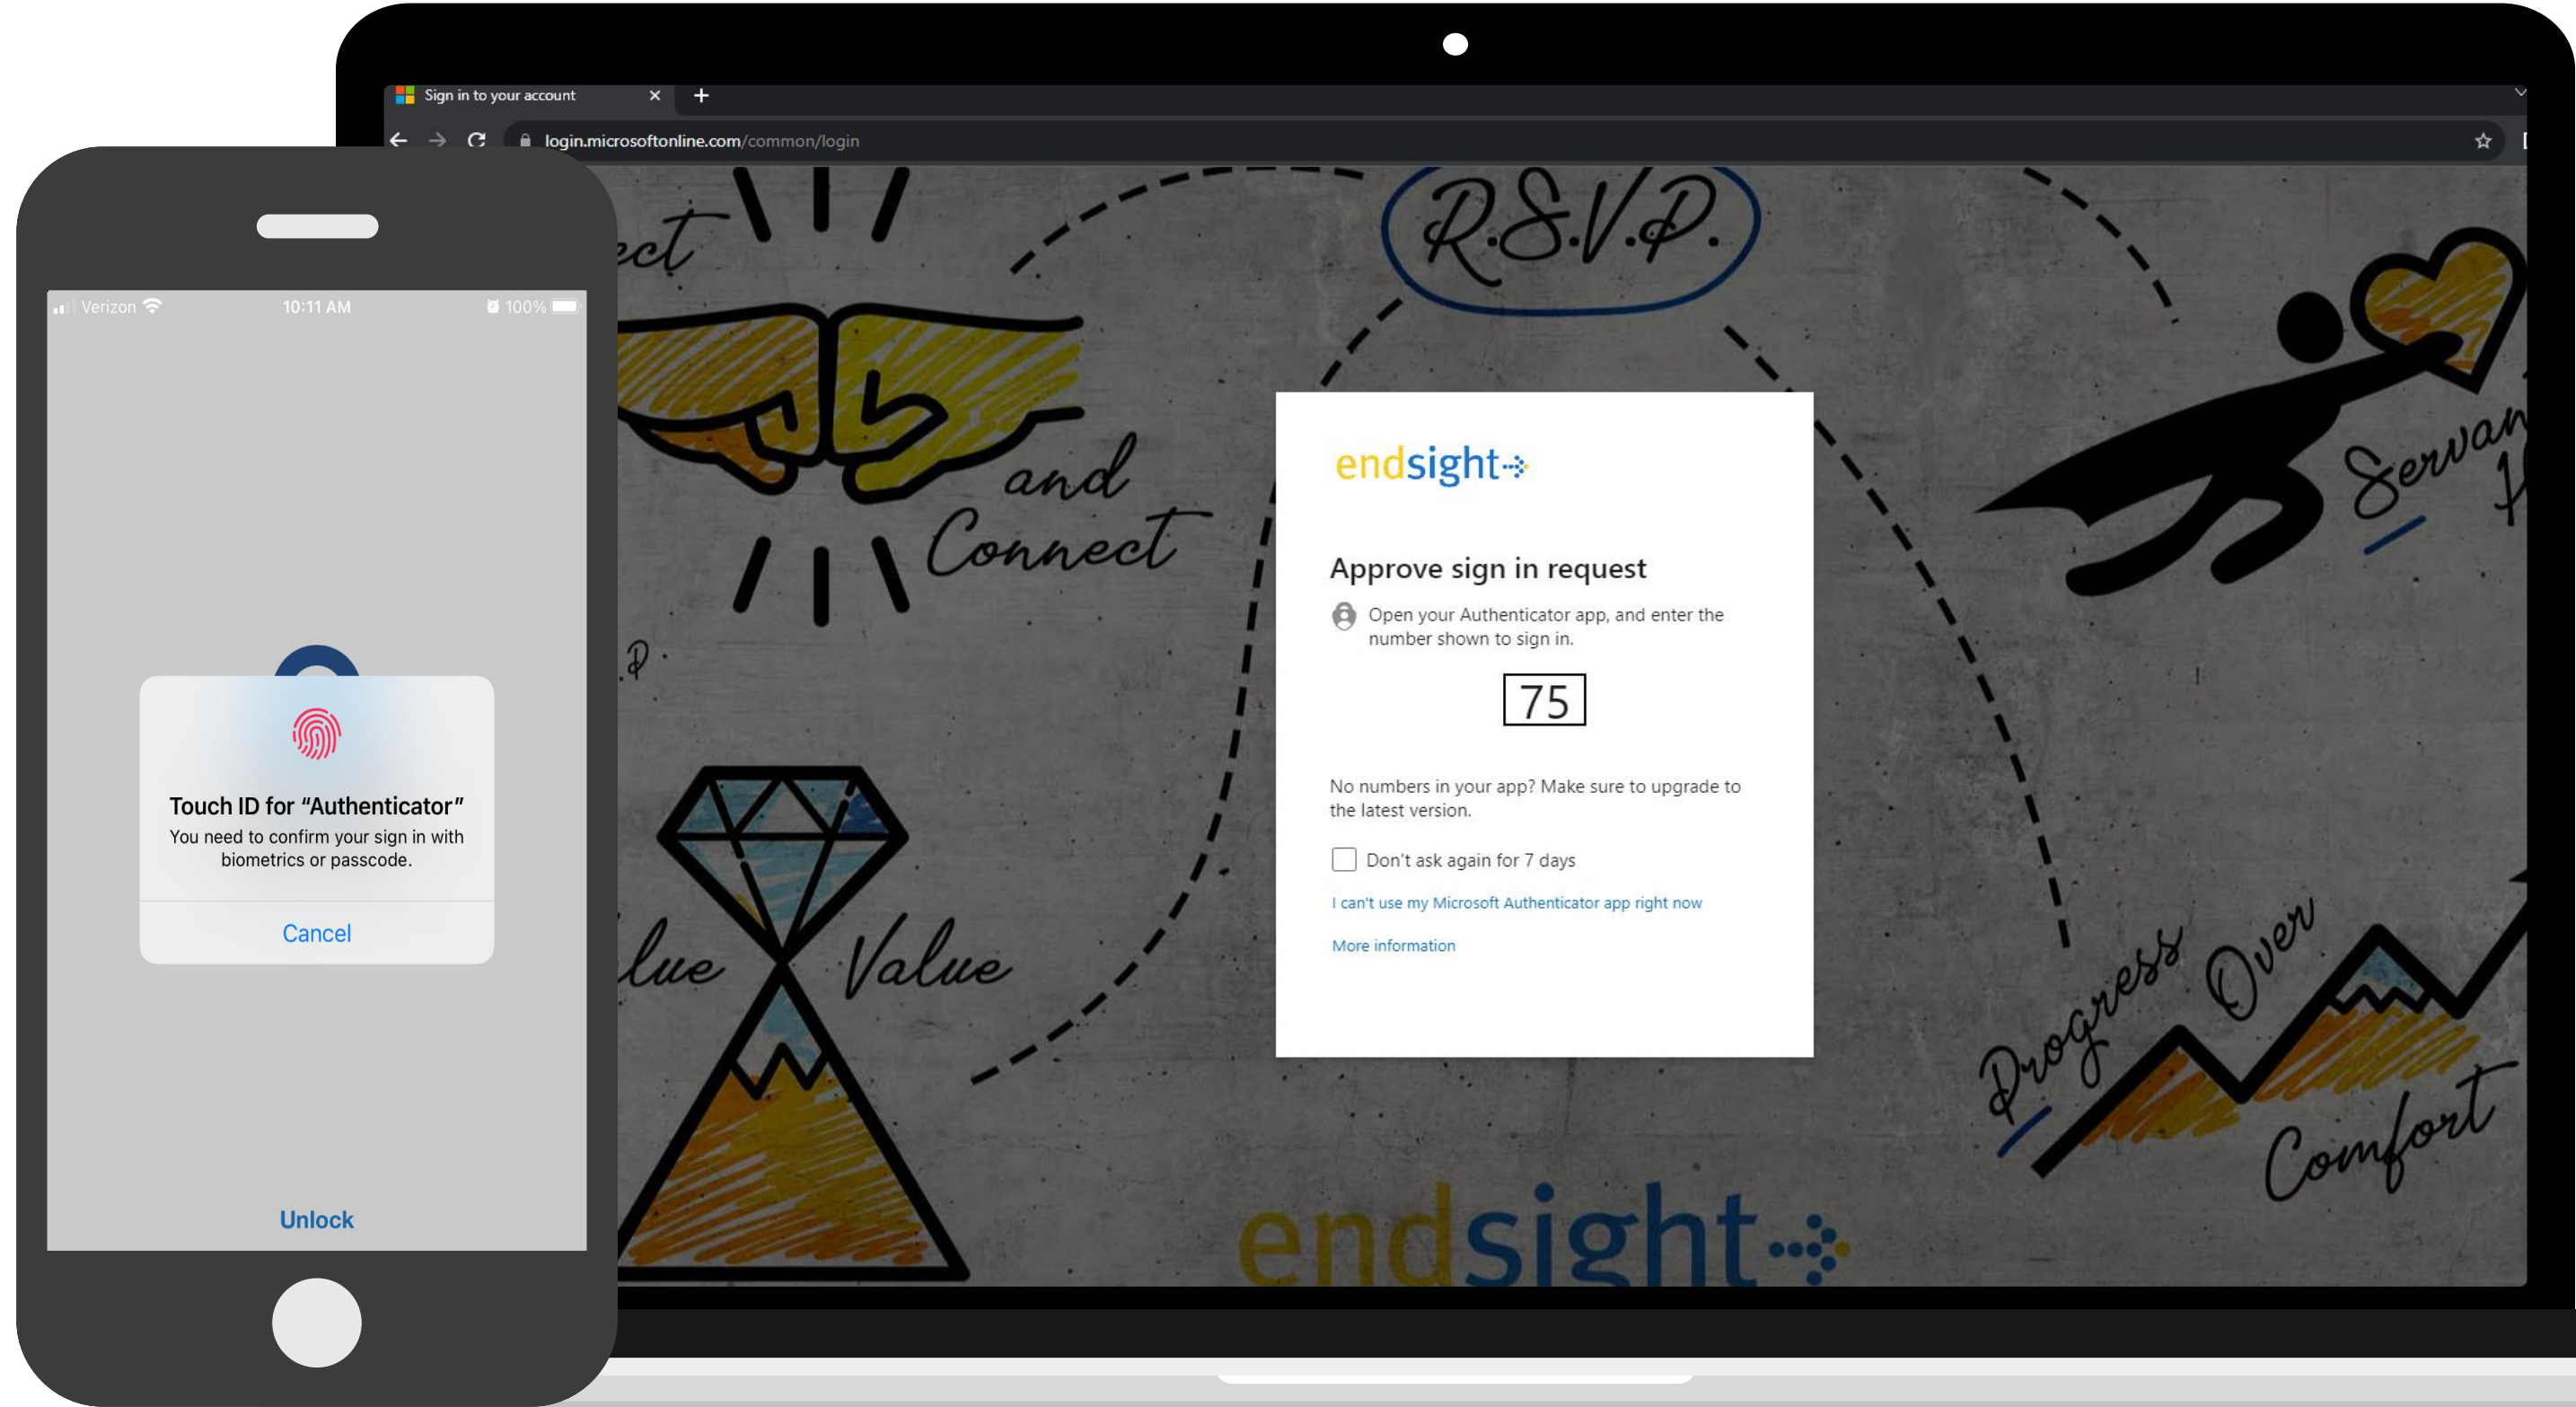 Sign in to your account
login.microsoftonline.com/common/login
Verizon
10:11 AM
100%
Touch ID for “Authenticator”
You need to confirm your sign in with
biometrics or passcode.
Cancel
Unlock
ect
and
Connect
R.S.V.P.
P.
lue
Value
endsight
Approve sign in request
Open your Authenticator app, and enter the
number shown to sign in.
75
No numbers in your app? Make sure to upgrade to
the latest version.
Don't ask again for 7 days
I can't use my Microsoft Authenticator app right now
More information
Servan
Progress
Over
Comfort
endsight